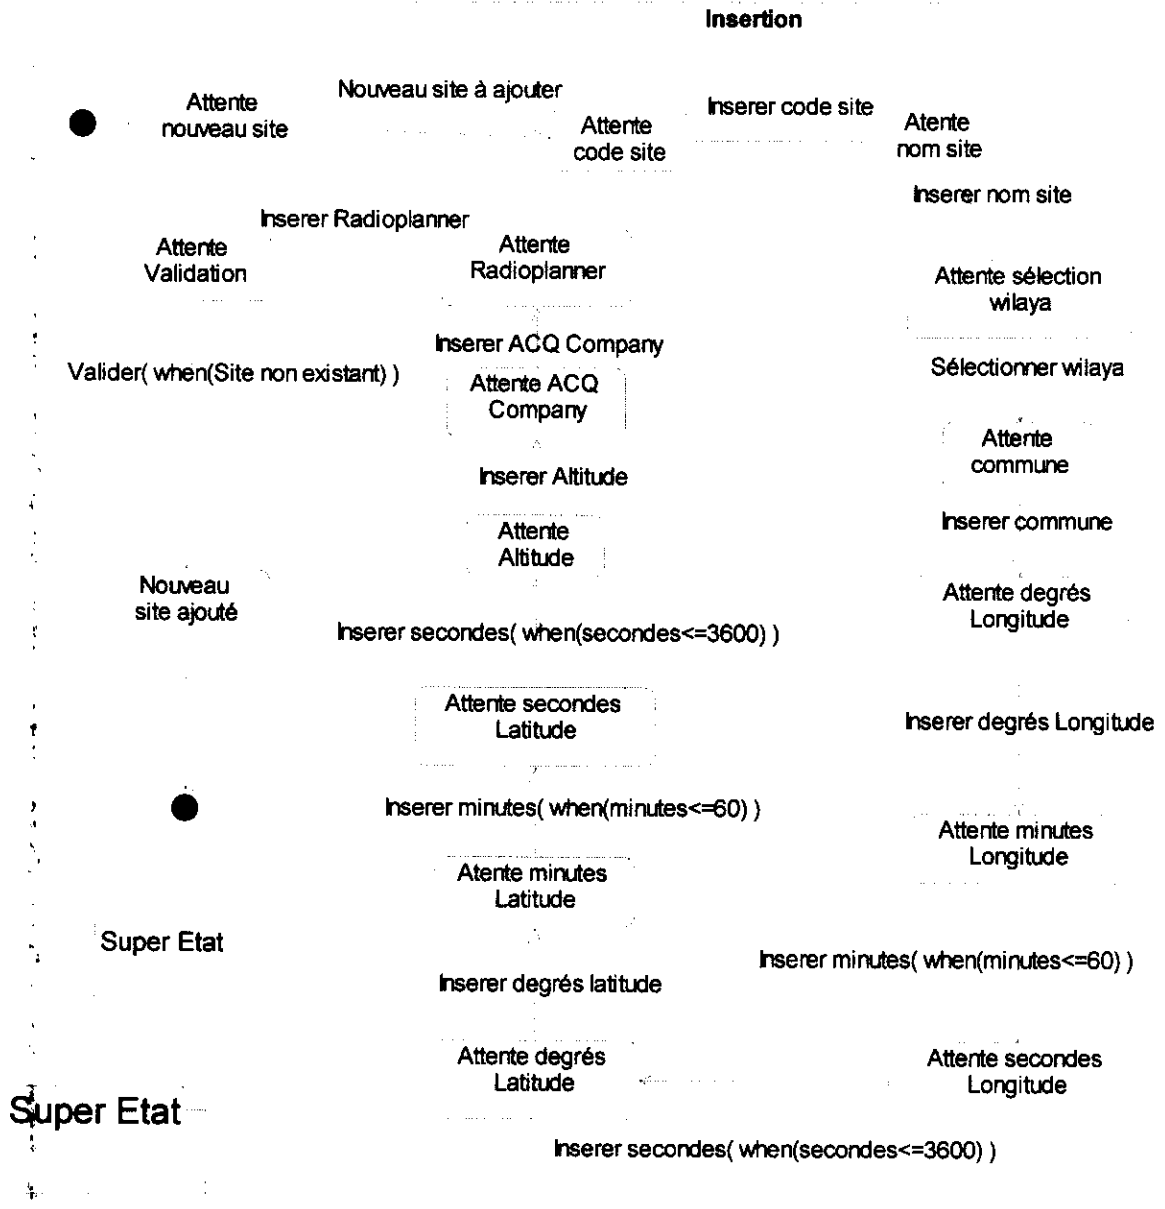 Insertion
Nouveau site à ajouter
Attente
nouveau site
Inserer code site
Attente
code site
Atente
nom site
Inserer nom site
Inserer Radioplanner
Attente
Validation
Attente
Radioplanner
Attente sélection
wilaya
Inserer ACQ Company
Valider( when(Site non existant) )
Sélectionner wilaya
Attente ACQ
Company
Attente
commune
Inserer Altitude
Inserer commune
Attente
Altitude
Nouveau
site ajouté
Attente degrés
Longitude
Inserer secondes( when(secondes<=3600) )
Attente secondes
Latitude
Inserer degrés Longitude
Inserer minutes( when(minutes<=60) )
Attente minutes
Longitude
Atente minutes
Latitude
Super Etat
Inserer minutes( when(minutes<=60) )
Inserer degrés latitude
Attente degrés
Latitude
Attente secondes
Longitude
Super Etat
Inserer secondes( when(secondes<=3600) )